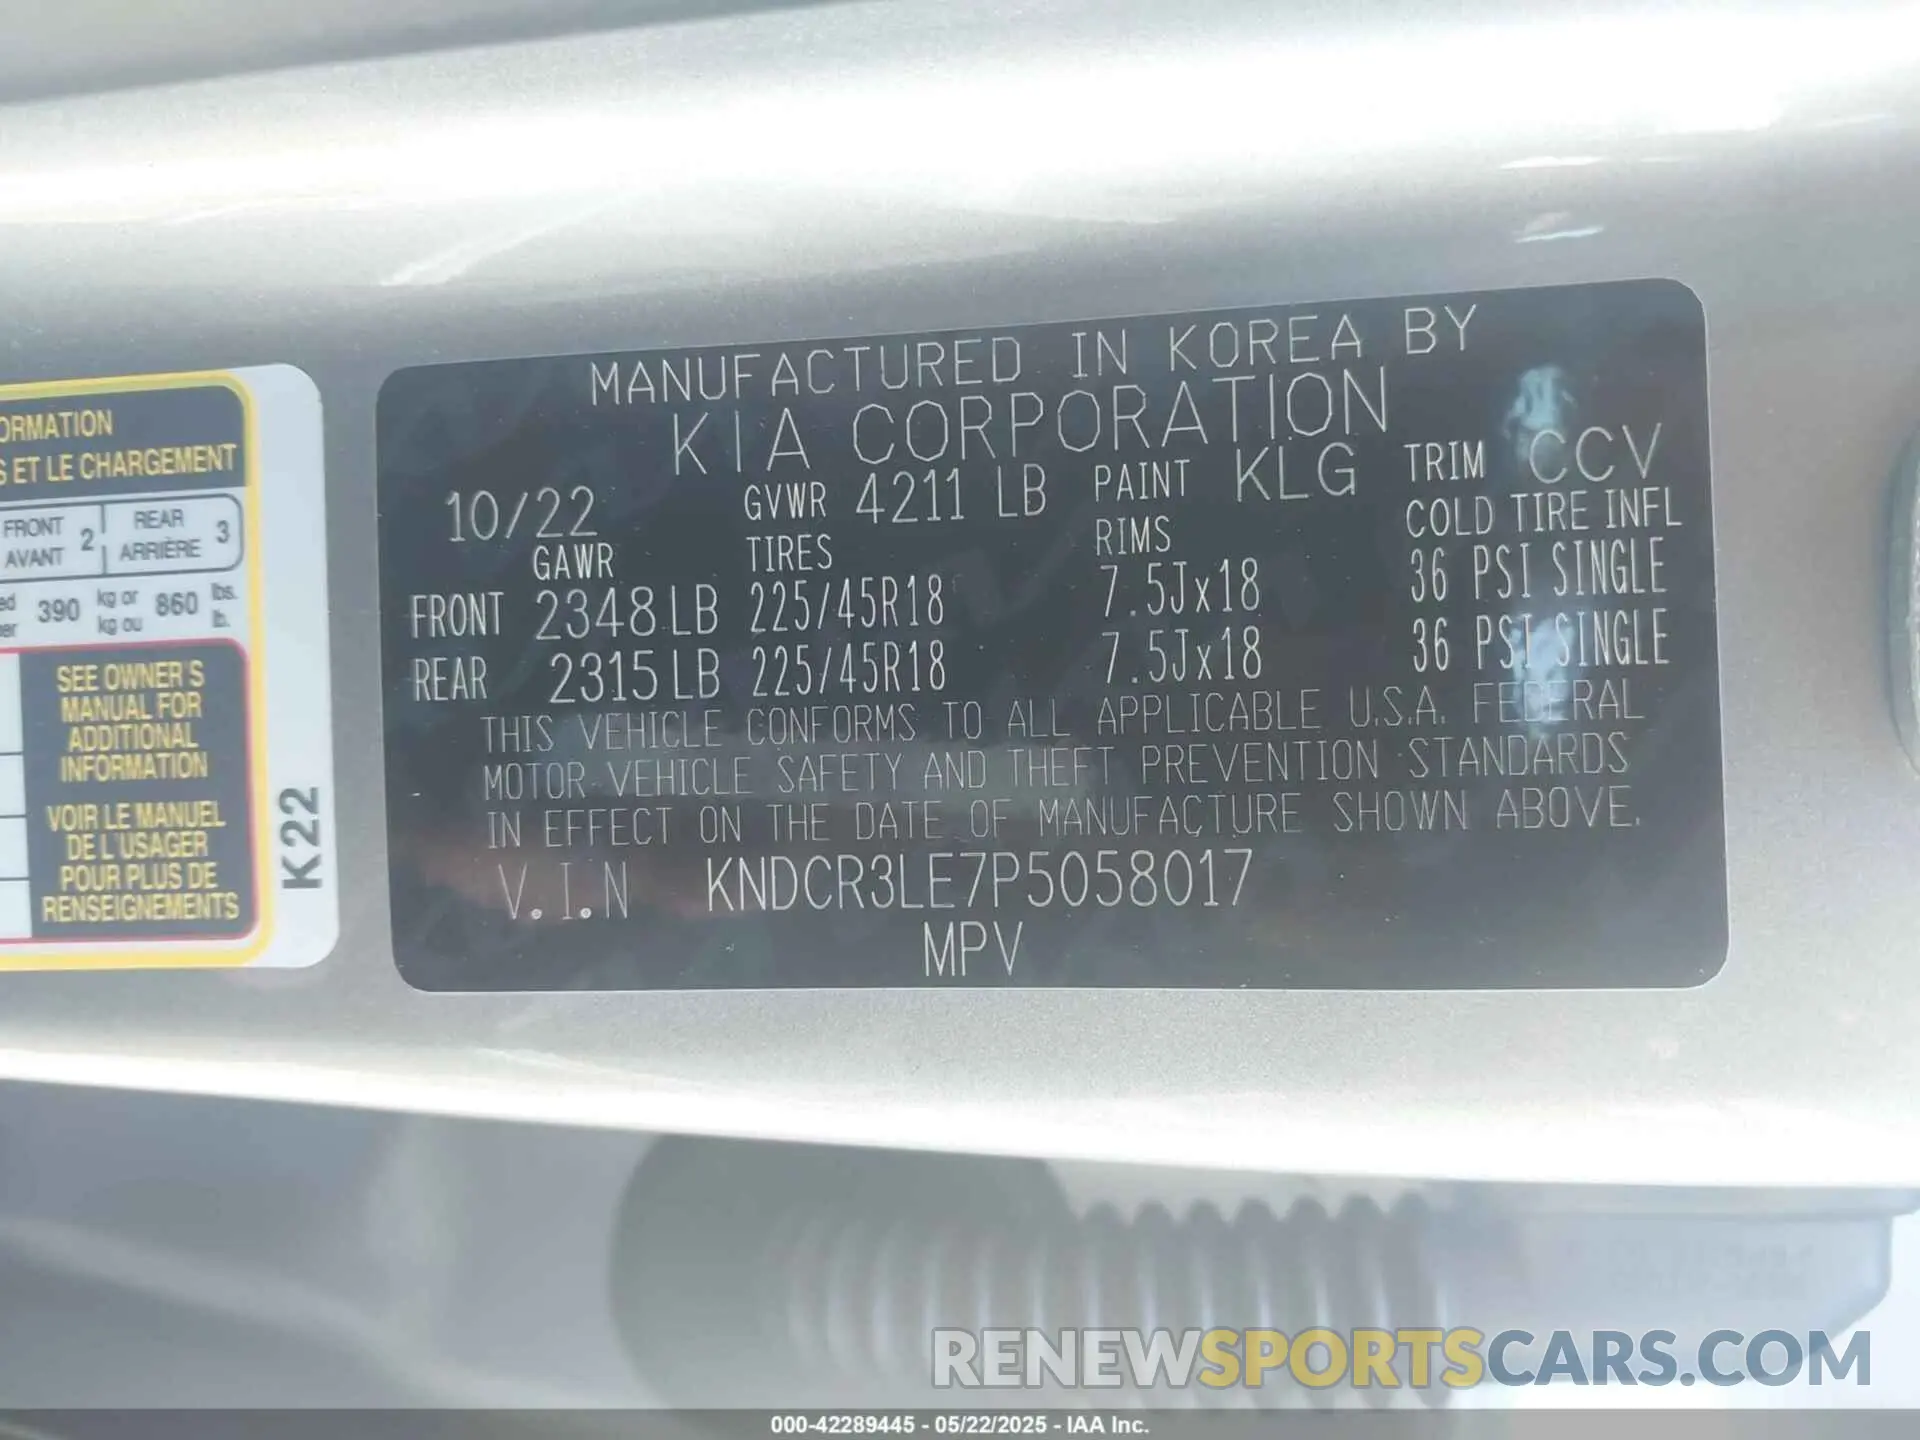 ORMATION
S ET LE CHARGEMENT
FRONT
AVANT 2
REAR
ARRIÈRE 3
390 kg or
kg ou 860 lbs.
lb.
SEE OWNER'S
MANUAL FOR
ADDITIONAL
INFORMATION
VOIR LE MANUEL
DE L'USAGER
POUR PLUS DE
RENSEIGNEMENTS
K22
MANUFACTURED IN KOREA BY
KIA CORPORATION
10/22 GVWR 4211 LB PAINT KLG TRIM CCV
GAWR TIRES RIMS COLD TIRE INFL
FRONT 2348 LB 225/45R18 7.5Jx18 36 PSI SINGLE
REAR 2315 LB 225/45R18 7.5Jx18 36 PSI SINGLE
THIS VEHICLE CONFORMS TO ALL APPLICABLE U.S.A. FEDERAL
MOTOR VEHICLE SAFETY AND THEFT PREVENTION STANDARDS
IN EFFECT ON THE DATE OF MANUFACTURE SHOWN ABOVE.
V.I.N KNDCR3LE7P5058017
MPV
RENEWSPORTSCARS.COM
000-42289445 - 05/22/2025 - IAA Inc.